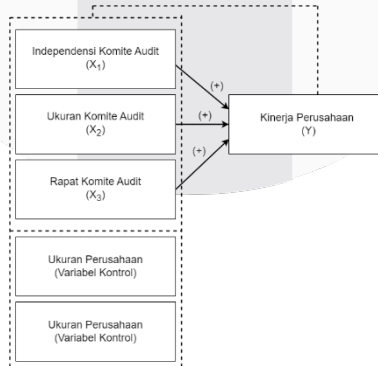 Independensi Komite Audit
(X₁)
(+)
Ukuran Komite Audit
(X₂)
(+)
Kinerja Perusahaan
(Y)
(+)
Rapat Komite Audit
(X₃)
Ukuran Perusahaan
(Variabel Kontrol)
Ukuran Perusahaan
(Variabel Kontrol)